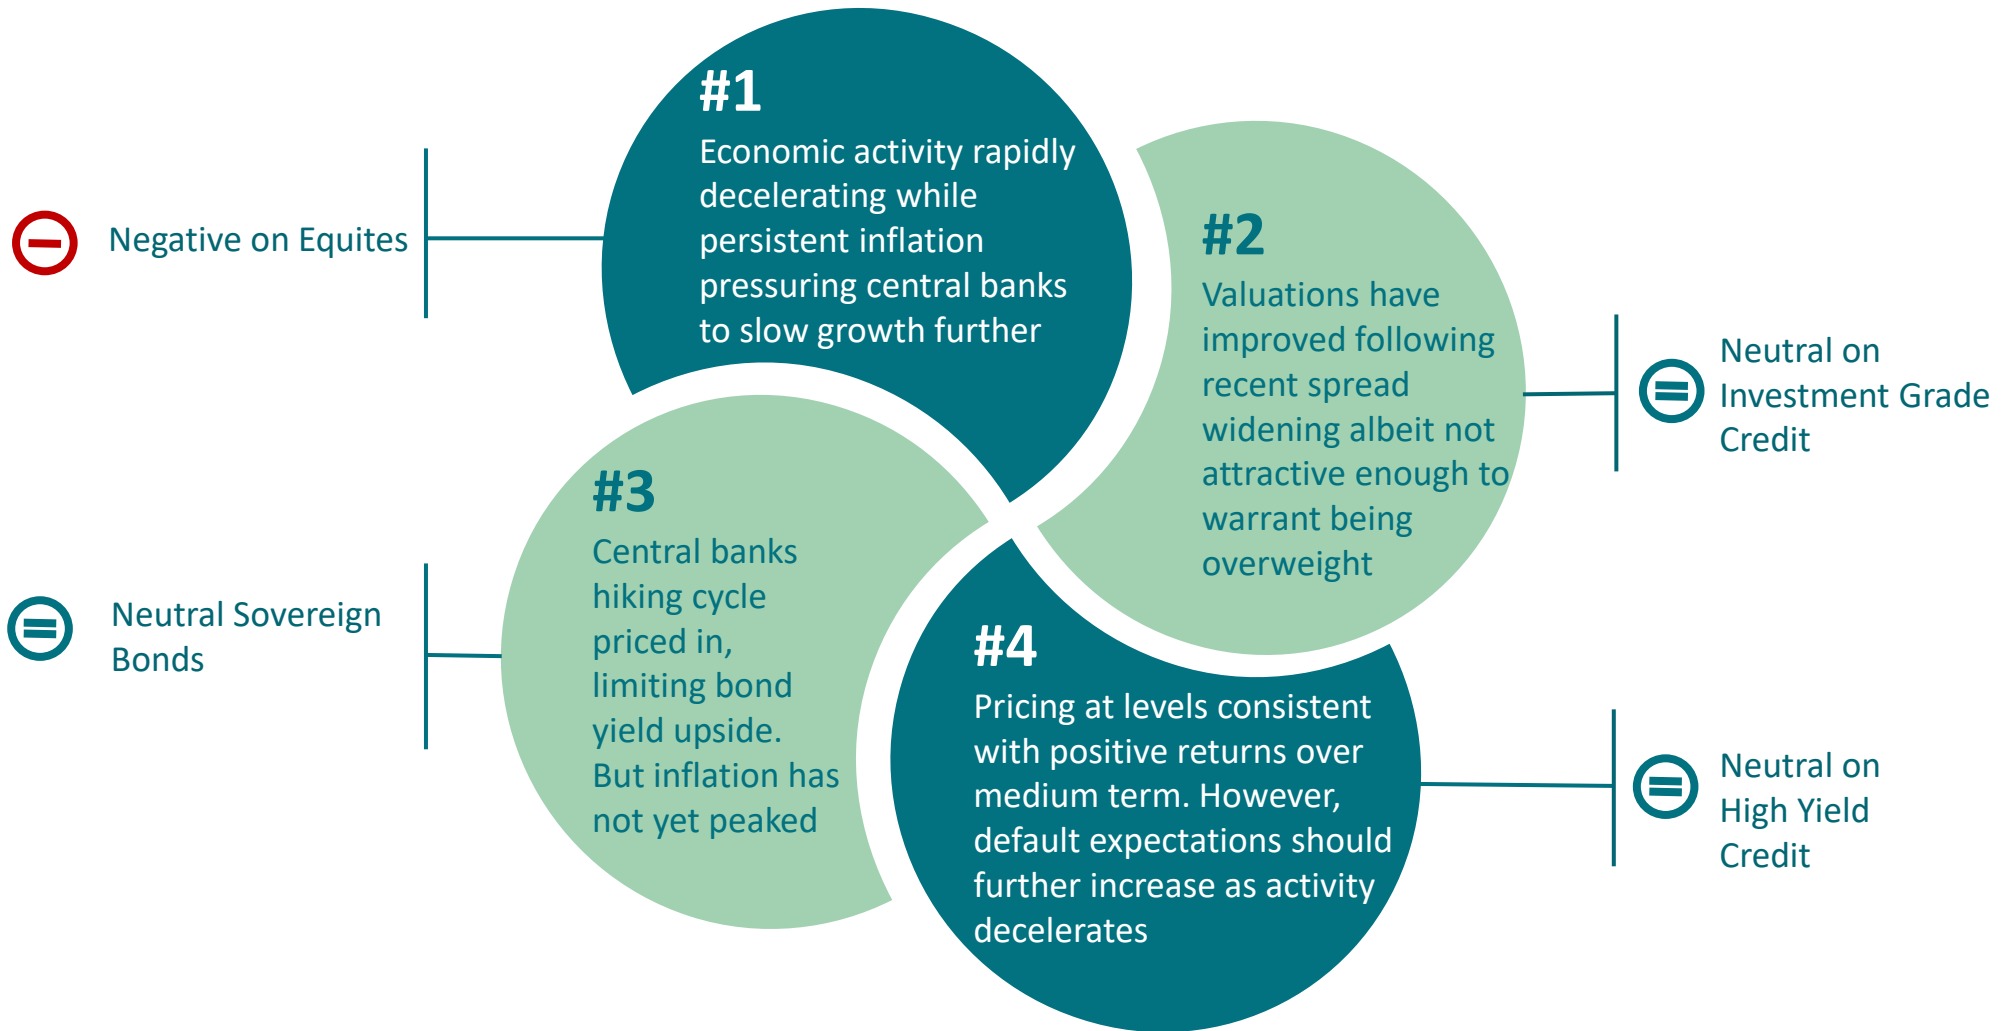 #1
Economic activity rapidly
decelerating while
persistent inflation
pressuring central banks
to slow growth further
Negative on Equites
#2
Valuations have
improved following
recent spread
widening albeit not
attractive enough to
warrant being
overweight
Neutral on
Investment Grade
Credit
#3
Central banks
hiking cycle
priced in,
limiting bond
yield upside.
But inflation has
not yet peaked
Neutral Sovereign
Bonds
#4
Pricing at levels consistent
with positive returns over
medium term. However,
default expectations should
further increase as activity
decelerates
Neutral on
High Yield
Credit